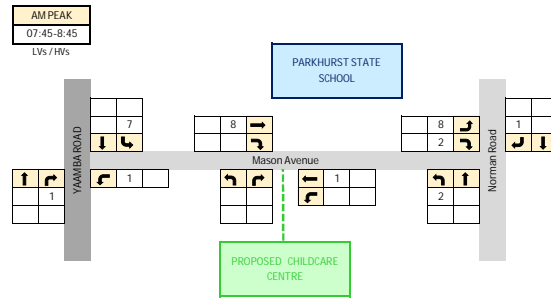 AM PEAK
07:45-8:45
LVs / HVs
PARKHURST STATE
SCHOOL
7
8
8
1
2
YAAMBA ROAD
Mason Avenue
Norman Road
1
1
1
2
PROPOSED CHILDCARE
CENTRE